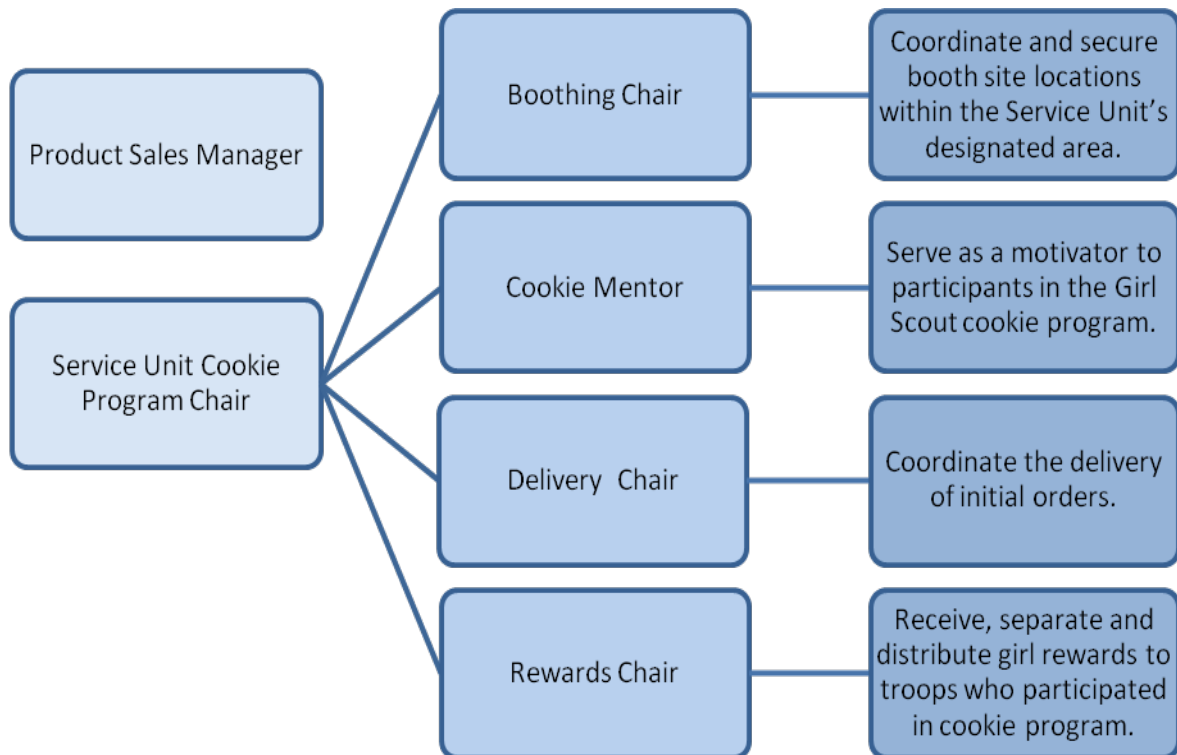 Product Sales Manager
Service Unit Cookie
Program Chair
Boothing Chair
Coordinate and secure
booth site locations
within the Service Unit’s
designated area.
Cookie Mentor
Serve as a motivator to
participants in the Girl
Scout cookie program.
Delivery  Chair
Coordinate the delivery
of initial orders.
Rewards Chair
Receive, separate and
distribute girl rewards to
troops who participated
in cookie program.